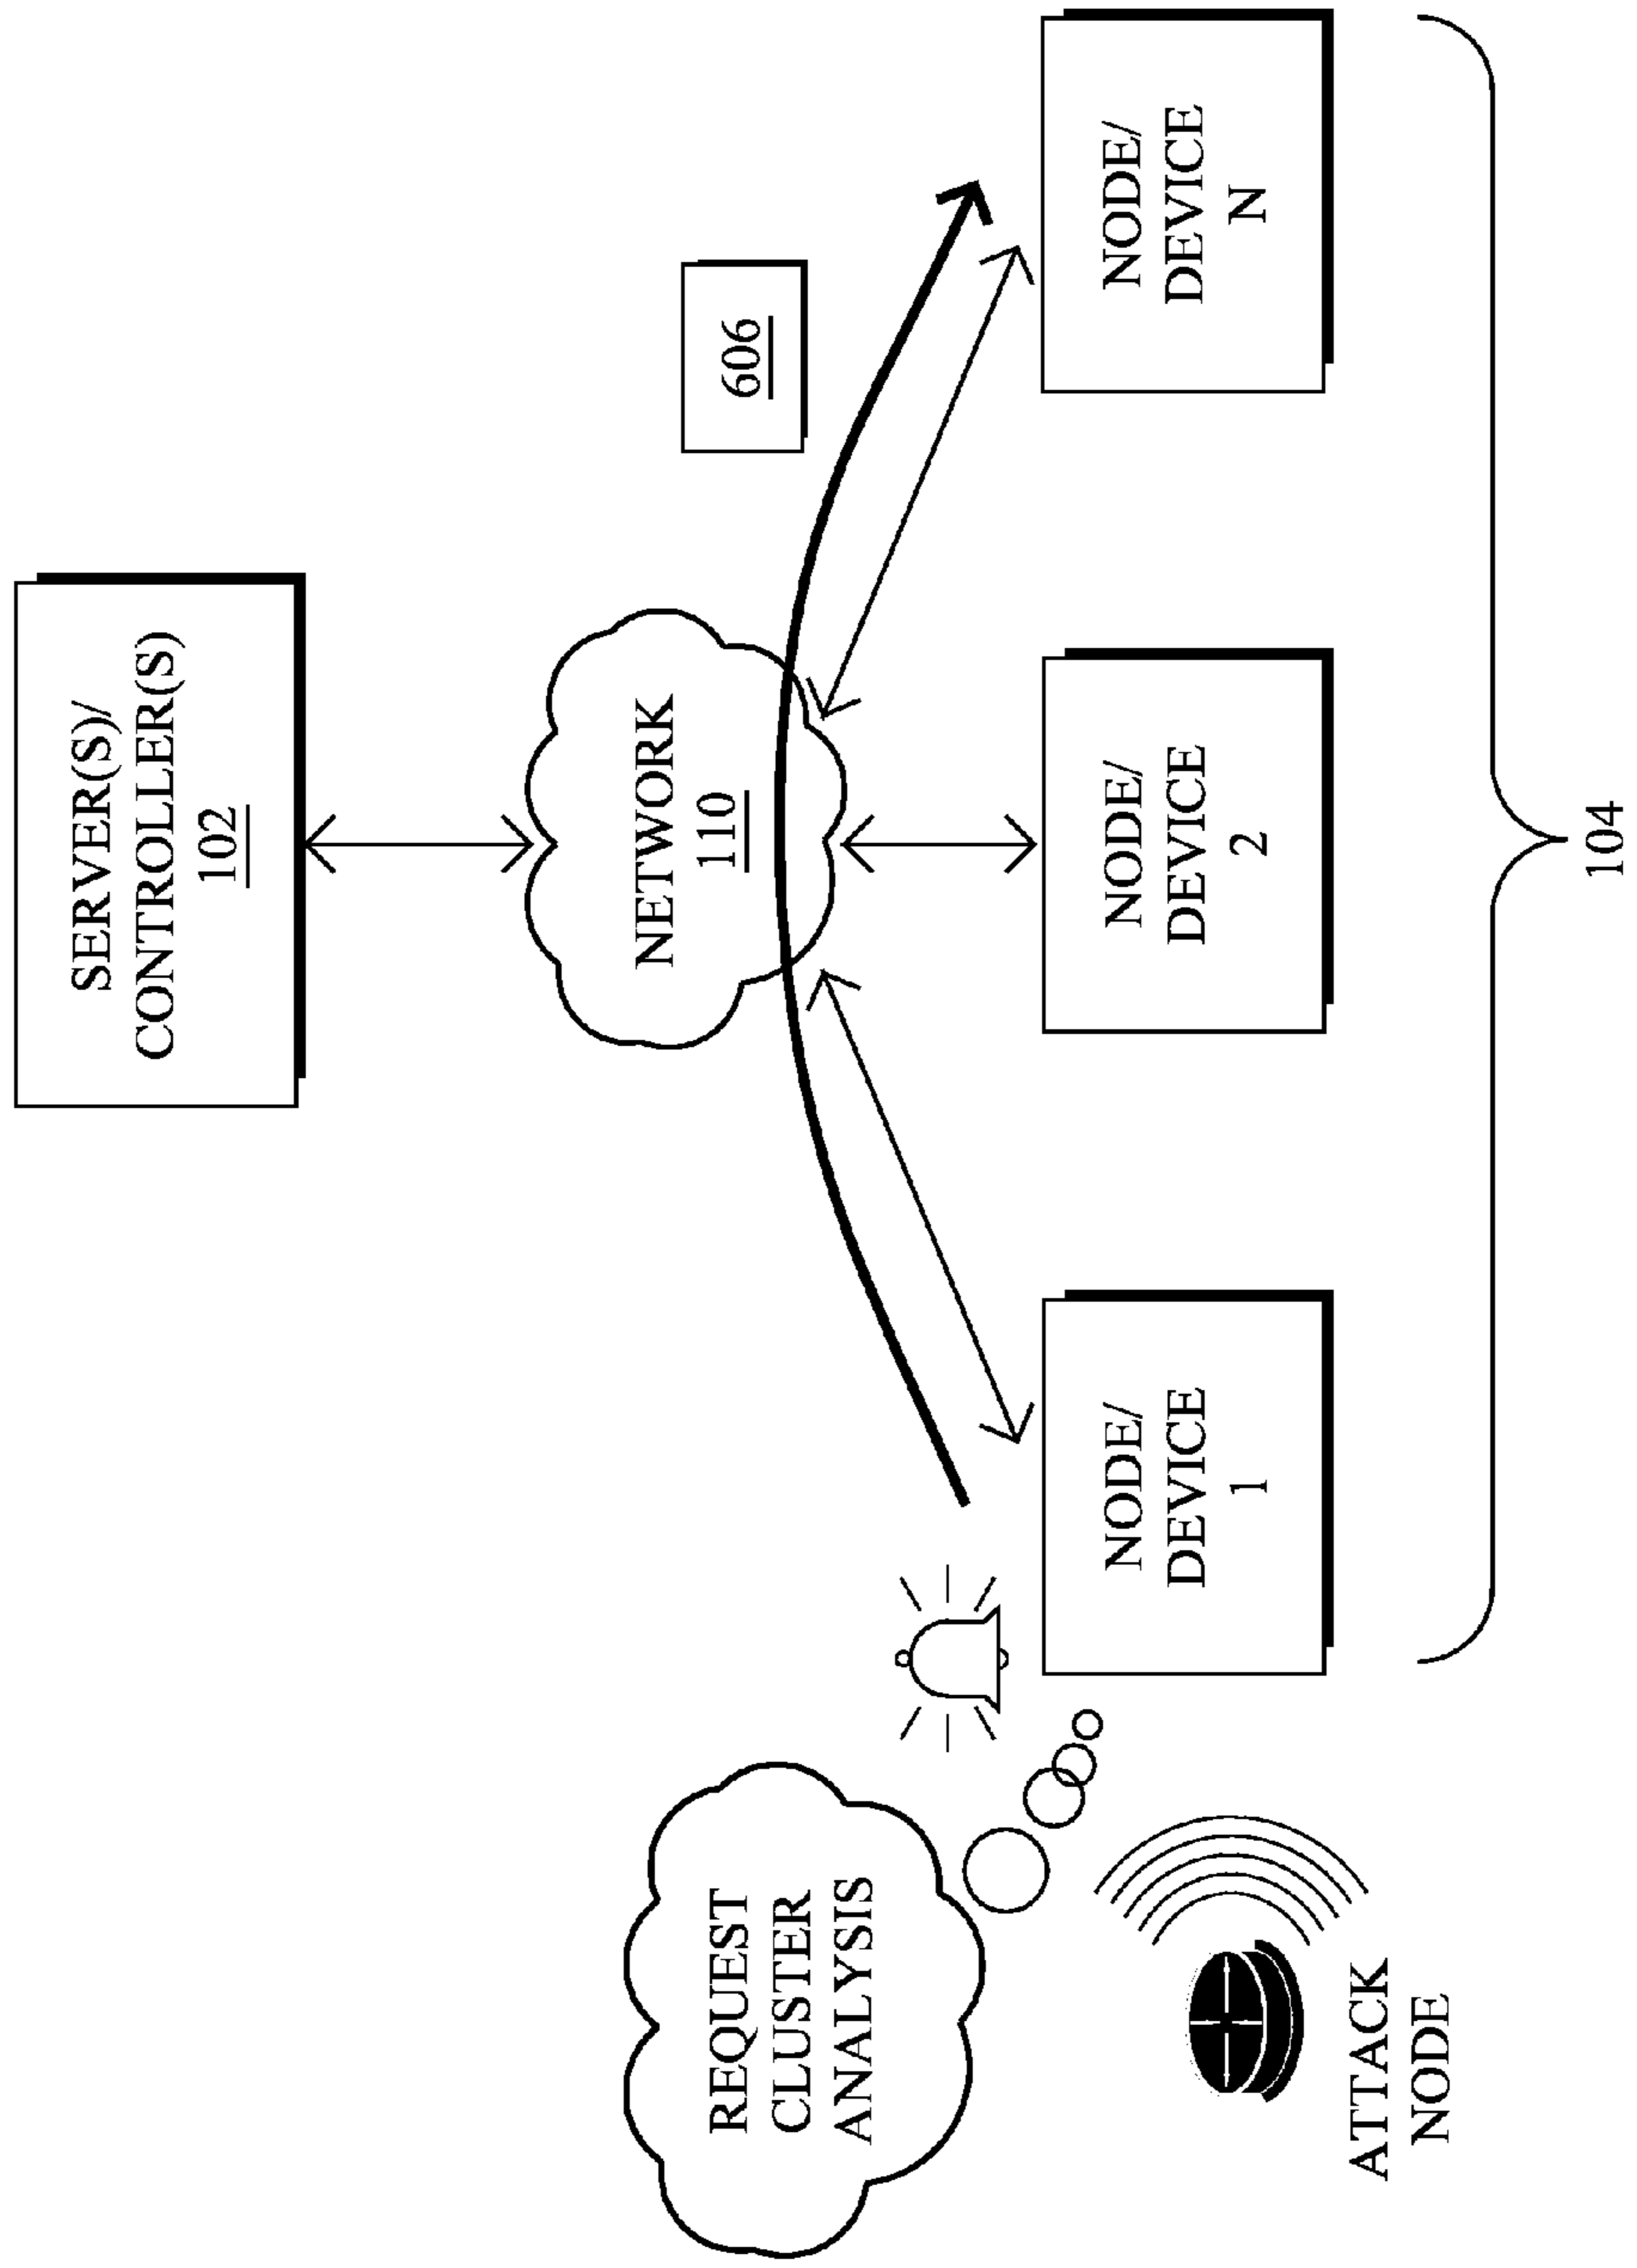 SERVER(S)/
CONTROLLER(S)
102
NETWORK
110
606
REQUEST
CLUSTER
ANALYSIS
ATTACK
NODE
NODE/
DEVICE
1
NODE/
DEVICE
2
NODE/
DEVICE
N
104